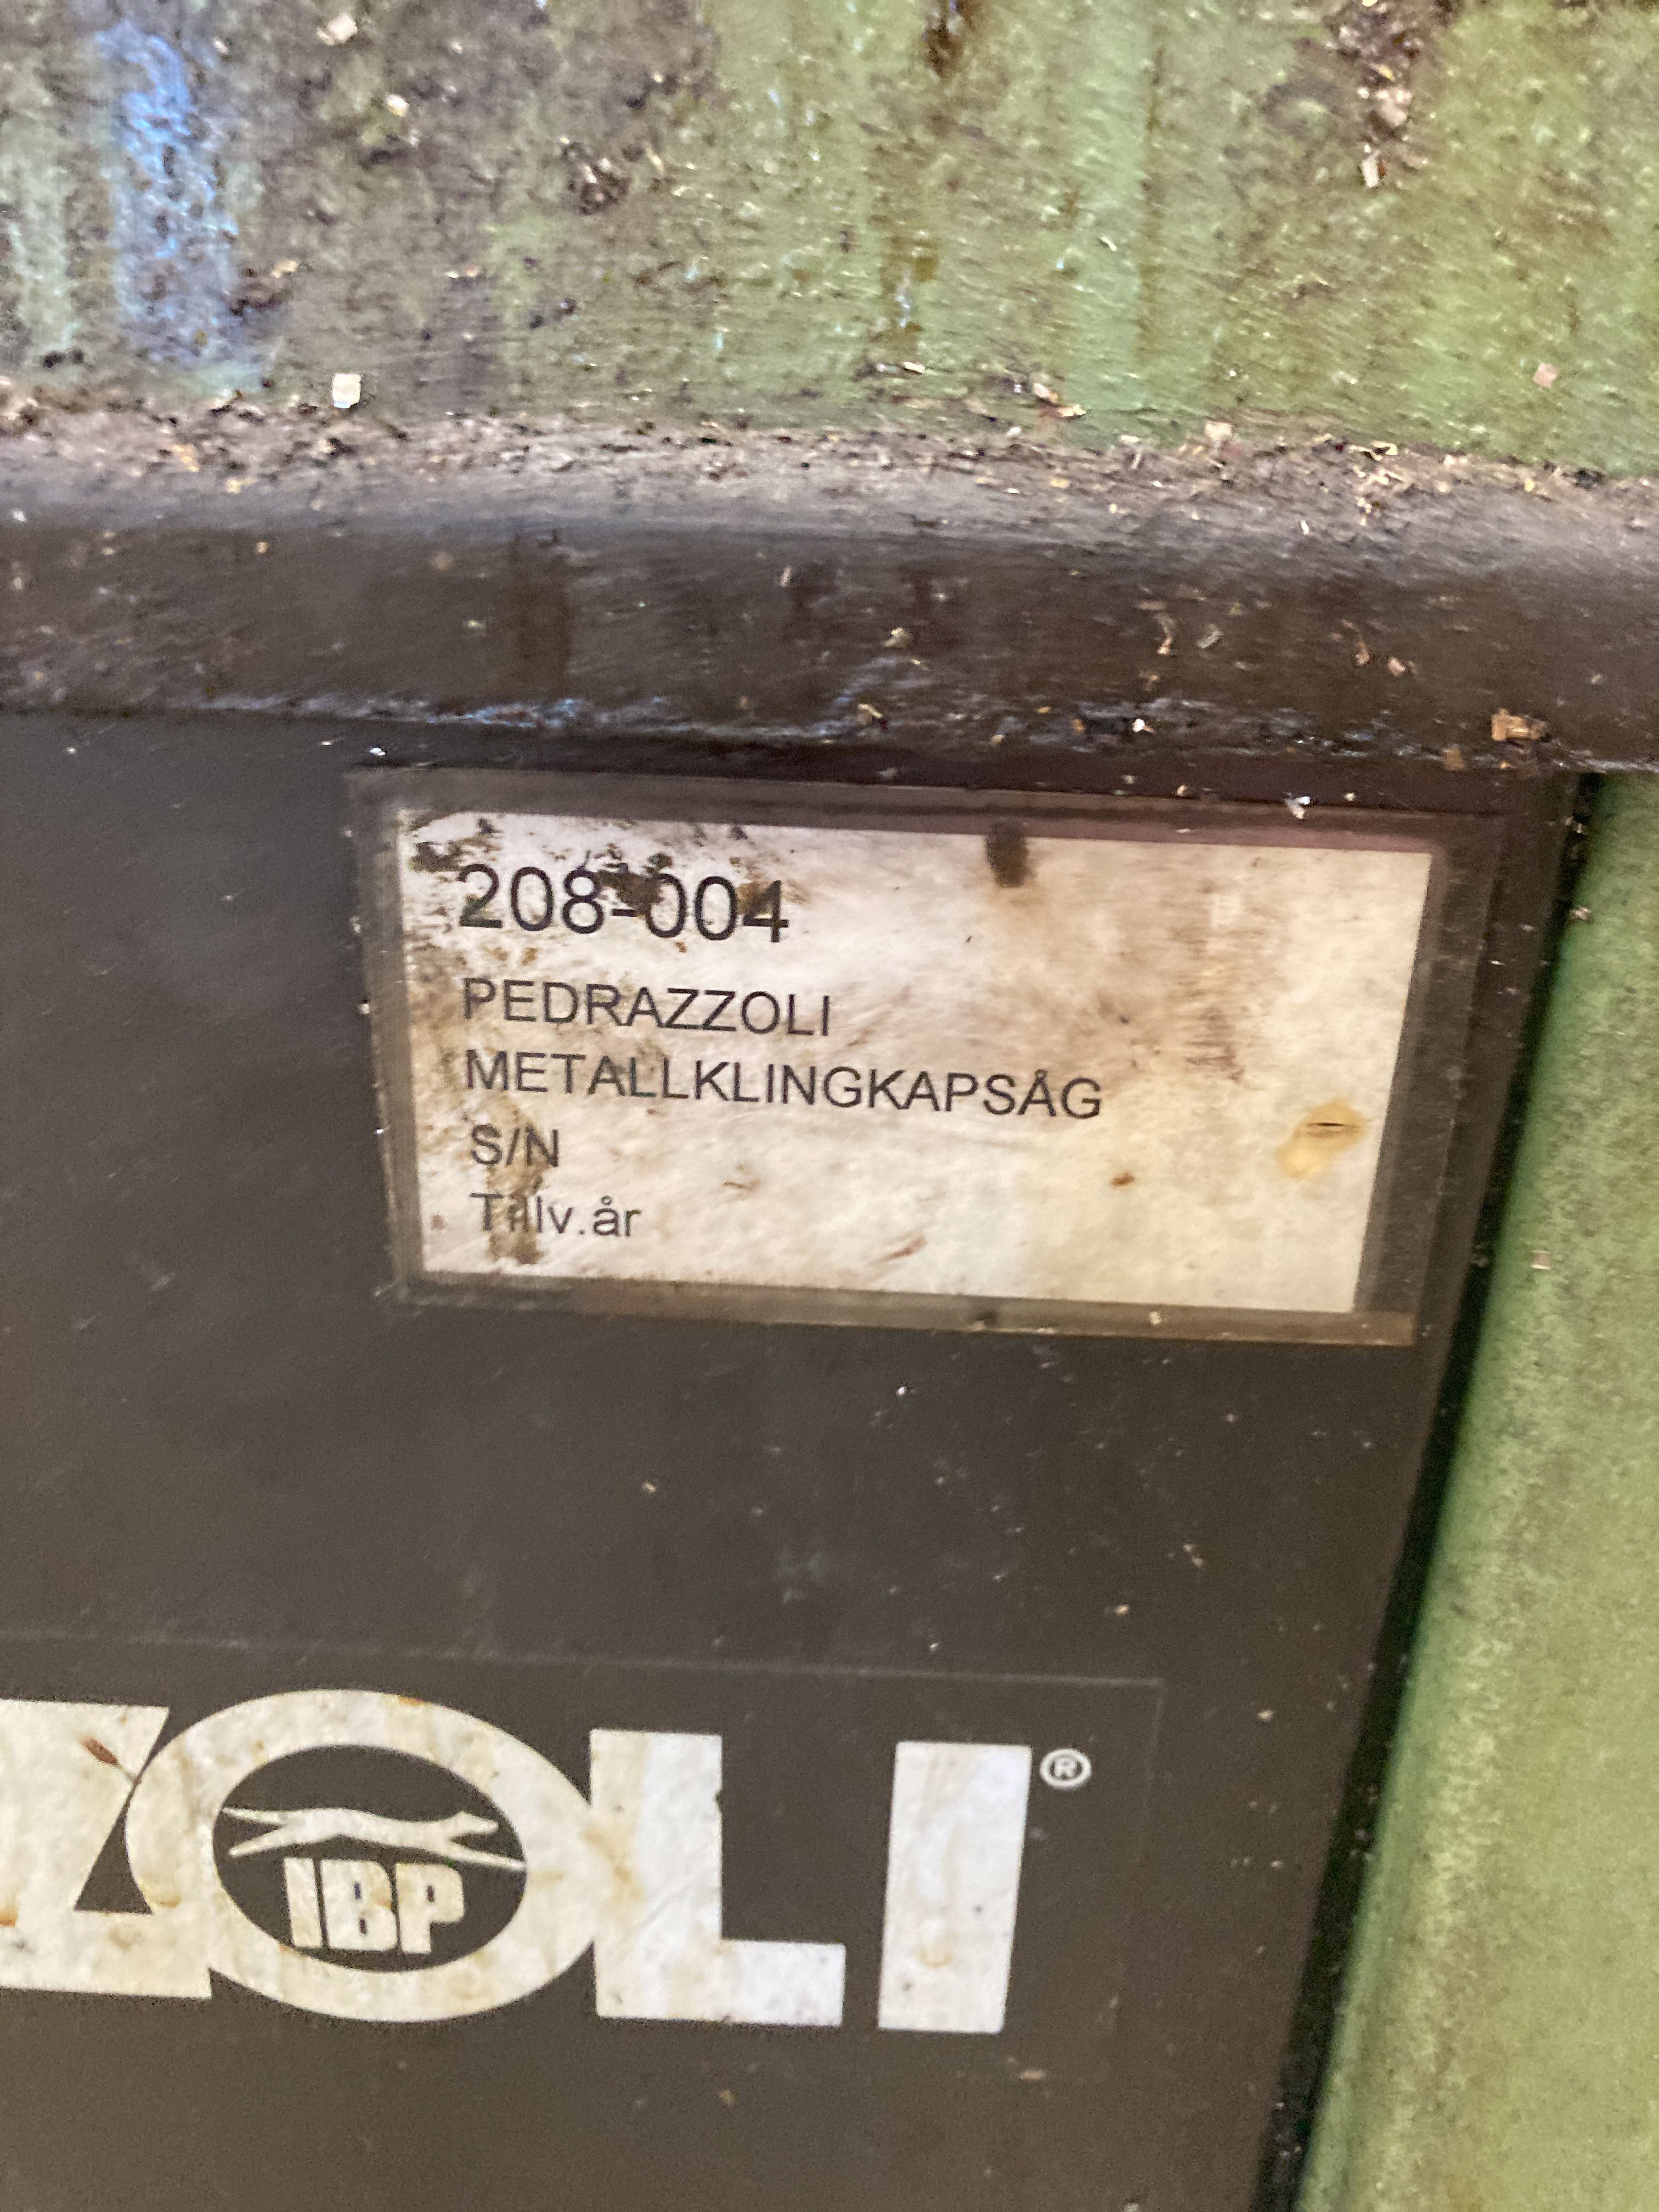 208-004
PEDRAZZOLI
METALLKLINGKAPSÅG
S/N
Tillv.år
ZOLI®
IBP